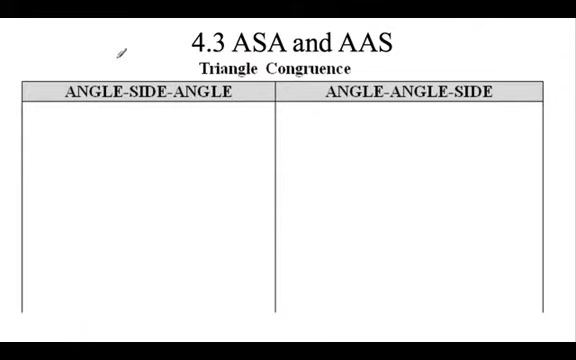 4.3 ASA and AAS
Triangle Congruence
ANGLE-SIDE-ANGLE
ANGLE-ANGLE-SIDE